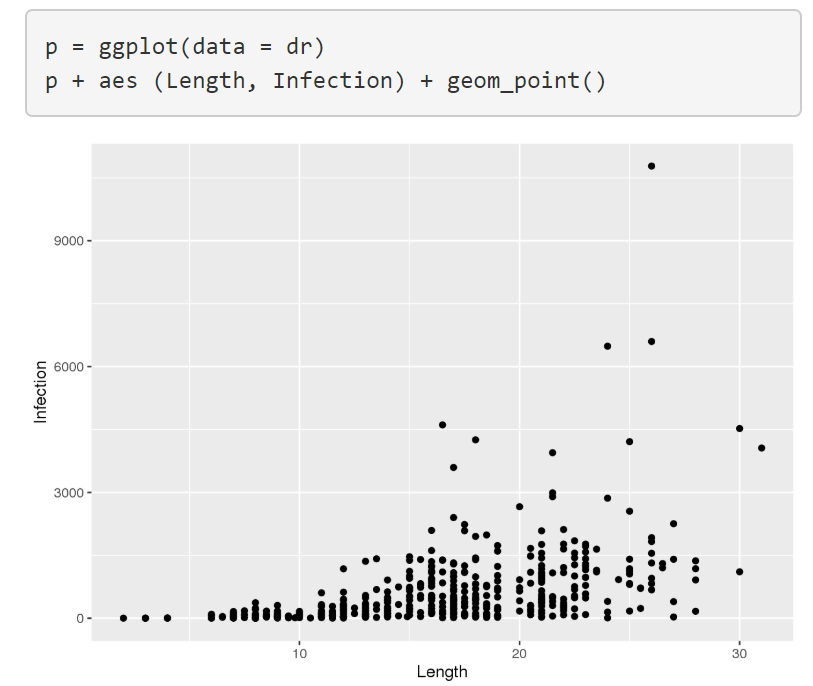 p = ggplot(data = dr)
p + aes (Length, Infection) + geom_point()
9000
6000
3000
0
Infection
10 20 30
Length